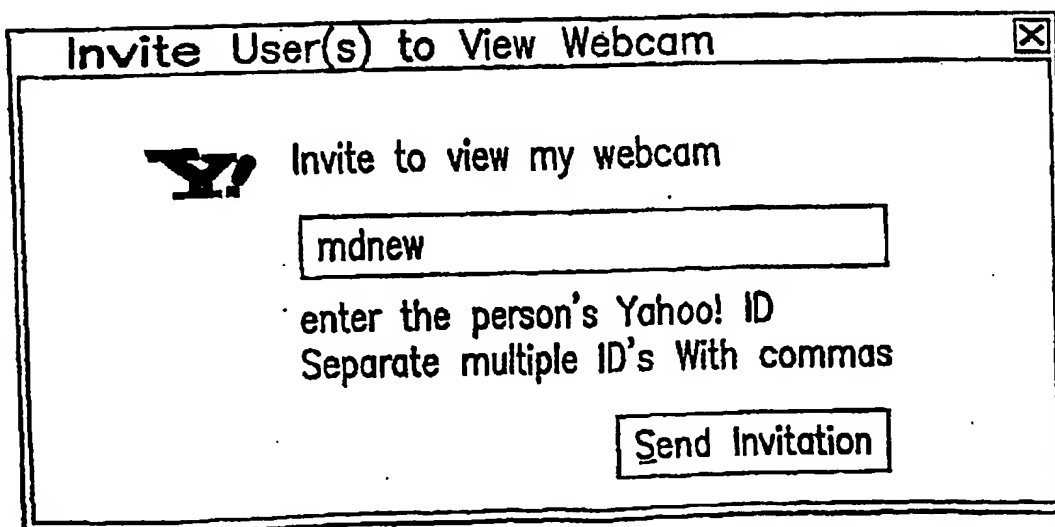 Invite User(s) to View Webcam
Y!
Invite to view my webcam
mdnew
enter the person's Yahoo! ID
Separate multiple ID's With commas
Send Invitation